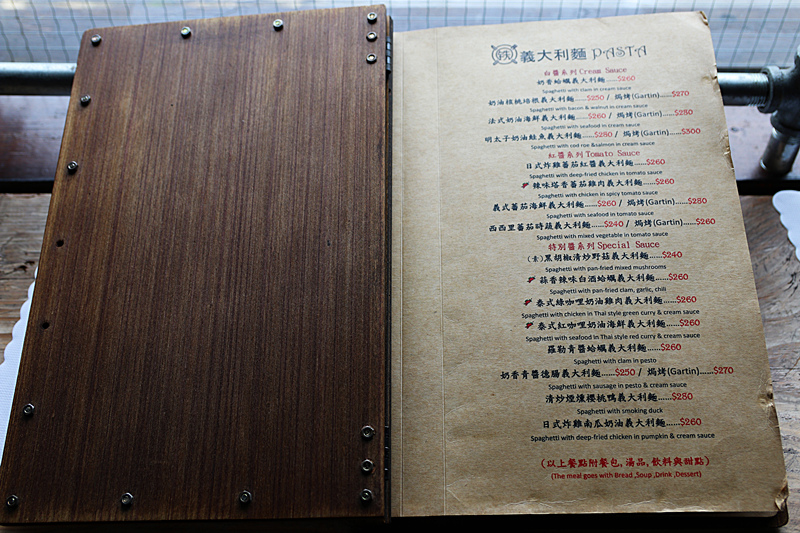 義大利麵 PASTA
白醬系列 Cream Sauce
奶香蛤蠣義大利麵......$260
Spaghetti with clam in cream sauce
奶油核桃培根義大利麵......$250 / 焗烤(Gartin)......$270
Spaghetti with bacon & walnut in cream sauce
法式奶油海鮮義大利麵......$260 / 焗烤(Gartin)......$280
Spaghetti with seafood in cream sauce
明太子奶油鮭魚義大利麵......$280 / 焗烤(Gartin)......$300
Spaghetti with cod roe &salmon in cream sauce
紅醬系列 Tomato Sauce
日式炸雞蕃茄紅醬義大利麵......$260
Spaghetti with deep-fried chicken in tomato sauce
辣味塔香蕃茄雞肉義大利麵......$260
Spaghetti with chicken in spicy tomato sauce
義式蕃茄海鮮義大利麵......$260 / 焗烤(Gartin)......$280
Spaghetti with seafood in tomato sauce
西西里蕃茄時蔬義大利麵......$240 / 焗烤(Gartin)......$260
Spaghetti with mixed vegetable in tomato sauce
特別醬系列 Special Sauce
(素)黑胡椒清炒野菇義大利麵......$240
Spaghetti with pan-fried mixed mushrooms
蒜香辣味白酒蛤蠣義大利麵......$260
Spaghetti with pan-fried clam, garlic, chili
泰式綠咖哩奶油雞肉義大利麵......$260
Spaghetti with chicken in Thai style green curry & cream sauce
泰式紅咖哩奶油海鮮義大利麵......$260
Spaghetti with seafood in Thai style red curry & cream sauce
羅勒青醬蛤蠣義大利麵......$260
Spaghetti with clam in pesto
奶香青醬德腸義大利麵......$250 / 焗烤(Gartin)......$270
Spaghetti with sausage in pesto & cream sauce
清炒煙燻櫻桃鴨義大利麵......$280
Spaghetti with smoking duck
日式炸雞南瓜奶油義大利麵......$260
Spaghetti with deep-fried chicken in pumpkin & cream sauce
(以上餐點附餐包,湯品,飲料與甜點)
(The meal goes with Bread ,Soup ,Drink ,Dessert)